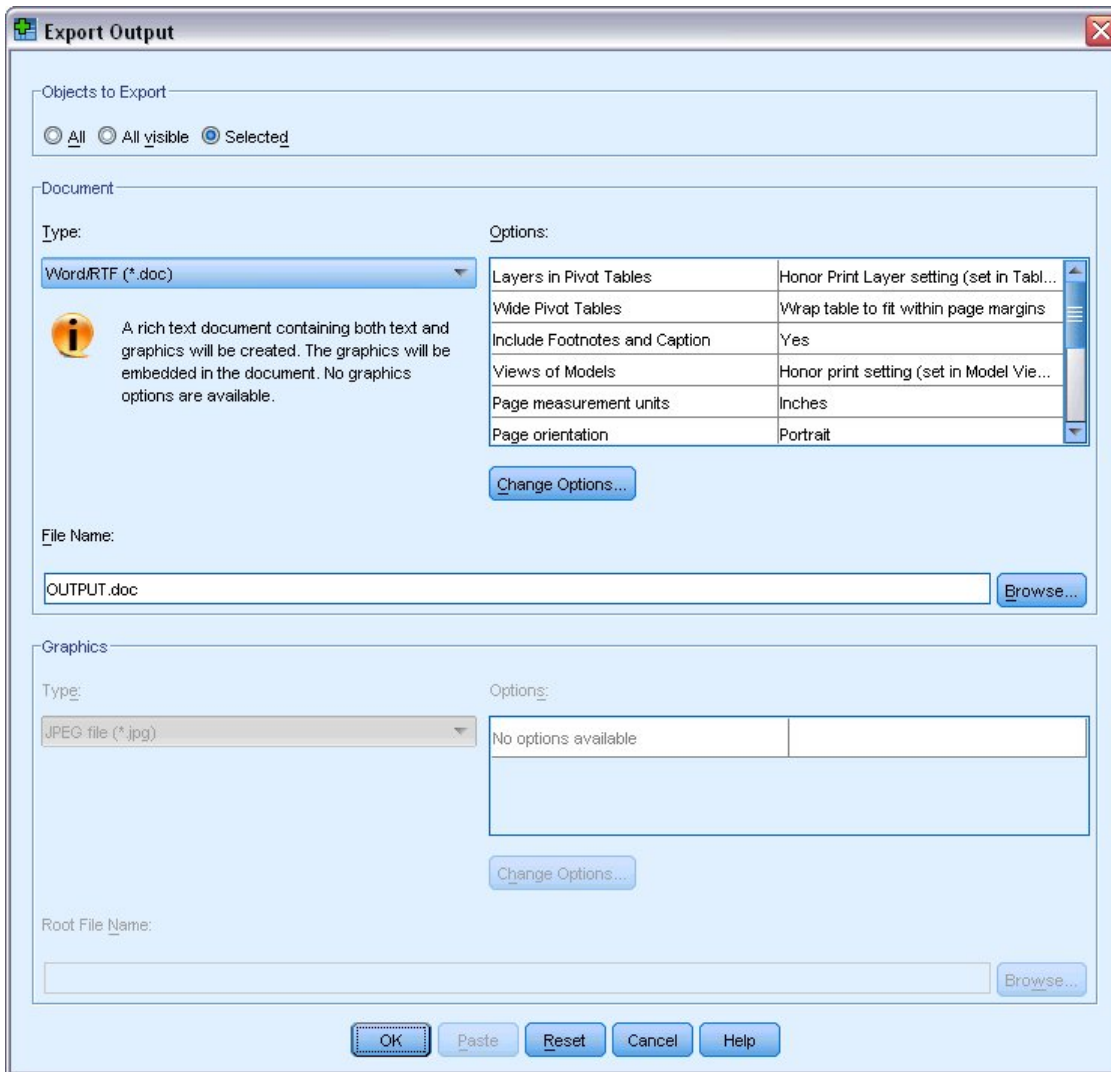 Export Output
Objects to Export
All All visible Selected
Document
Type:
Options:
Word/RTF (*.doc)
A rich text document containing both text and
graphics will be created. The graphics will be
embedded in the document. No graphics
options are available.
Layers in Pivot Tables Honor Print Layer setting (set in Tabl...
Wide Pivot Tables Wrap table to fit within page margins
Include Footnotes and Caption Yes
Views of Models Honor print setting (set in Model Vie...
Page measurement units Inches
Page orientation Portrait
Change Options...
File Name:
OUTPUT.doc
Browse...
Graphics
Type:
Options:
JPEG file (*.jpg)
No options available
Change Options...
Root File Name:
Browse...
OK Paste Reset Cancel Help